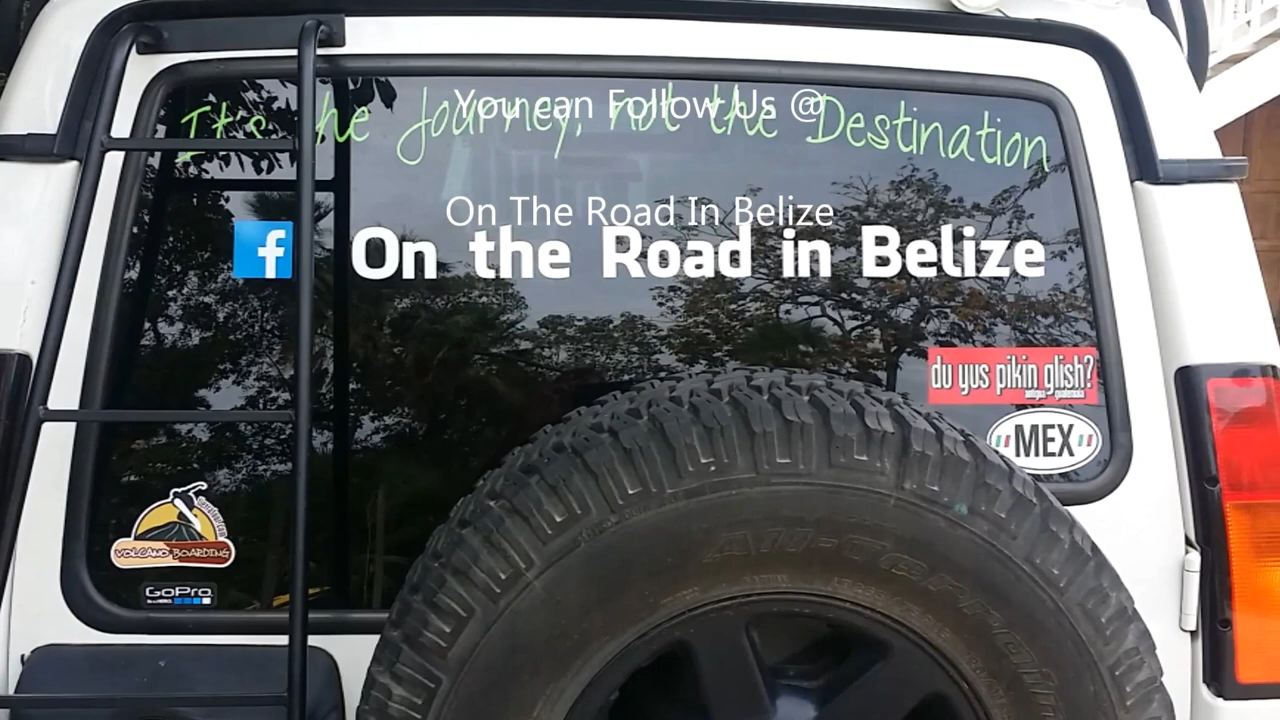 You can Follow Us @
It's the Journey, not the Destination
On The Road In Belize
f On the Road in Belize
du yus pikin glish?
MEX
VOLCANO BOARDING
GoPro
All-Terrain